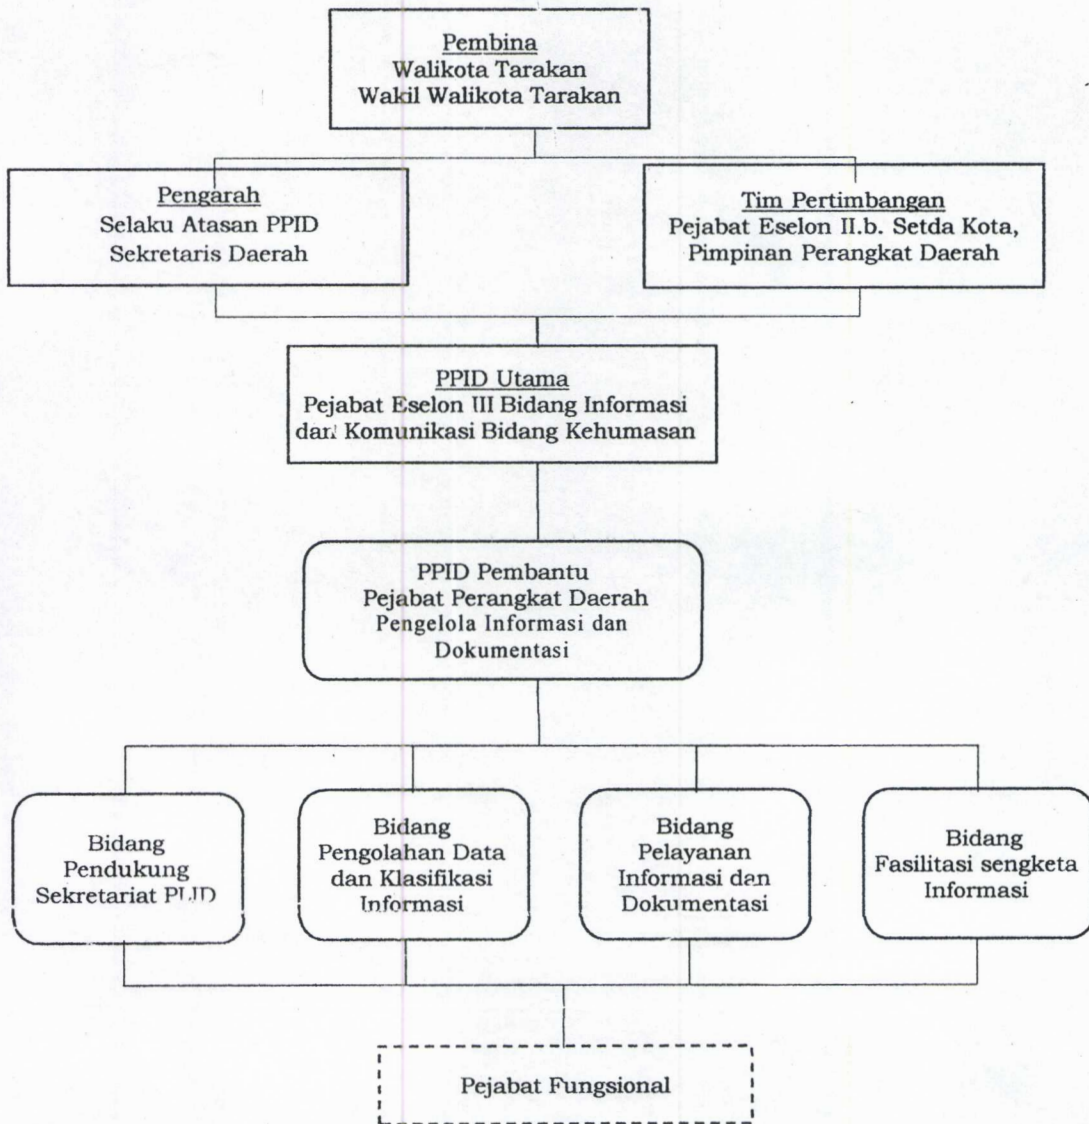 Pembina
Walikota Tarakan
Wakil Walikota Tarakan
Pengarah
Selaku Atasan PPID
Sekretaris Daerah
Tim Pertimbangan
Pejabat Eselon II.b. Setda Kota,
Pimpinan Perangkat Daerah
PPID Utama
Pejabat Eselon III Bidang Informasi
dan Komunikasi Bidang Kehumasan
PPID Pembantu
Pejabat Perangkat Daerah
Pengelola Informasi dan
Dokumentasi
Bidang
Pendukung
Sekretariat PLID
Bidang
Pengolahan Data
dan Klasifikasi
Informasi
Bidang
Pelayanan
Informasi dan
Dokumentasi
Bidang
Fasilitasi sengketa
Informasi
Pejabat Fungsional